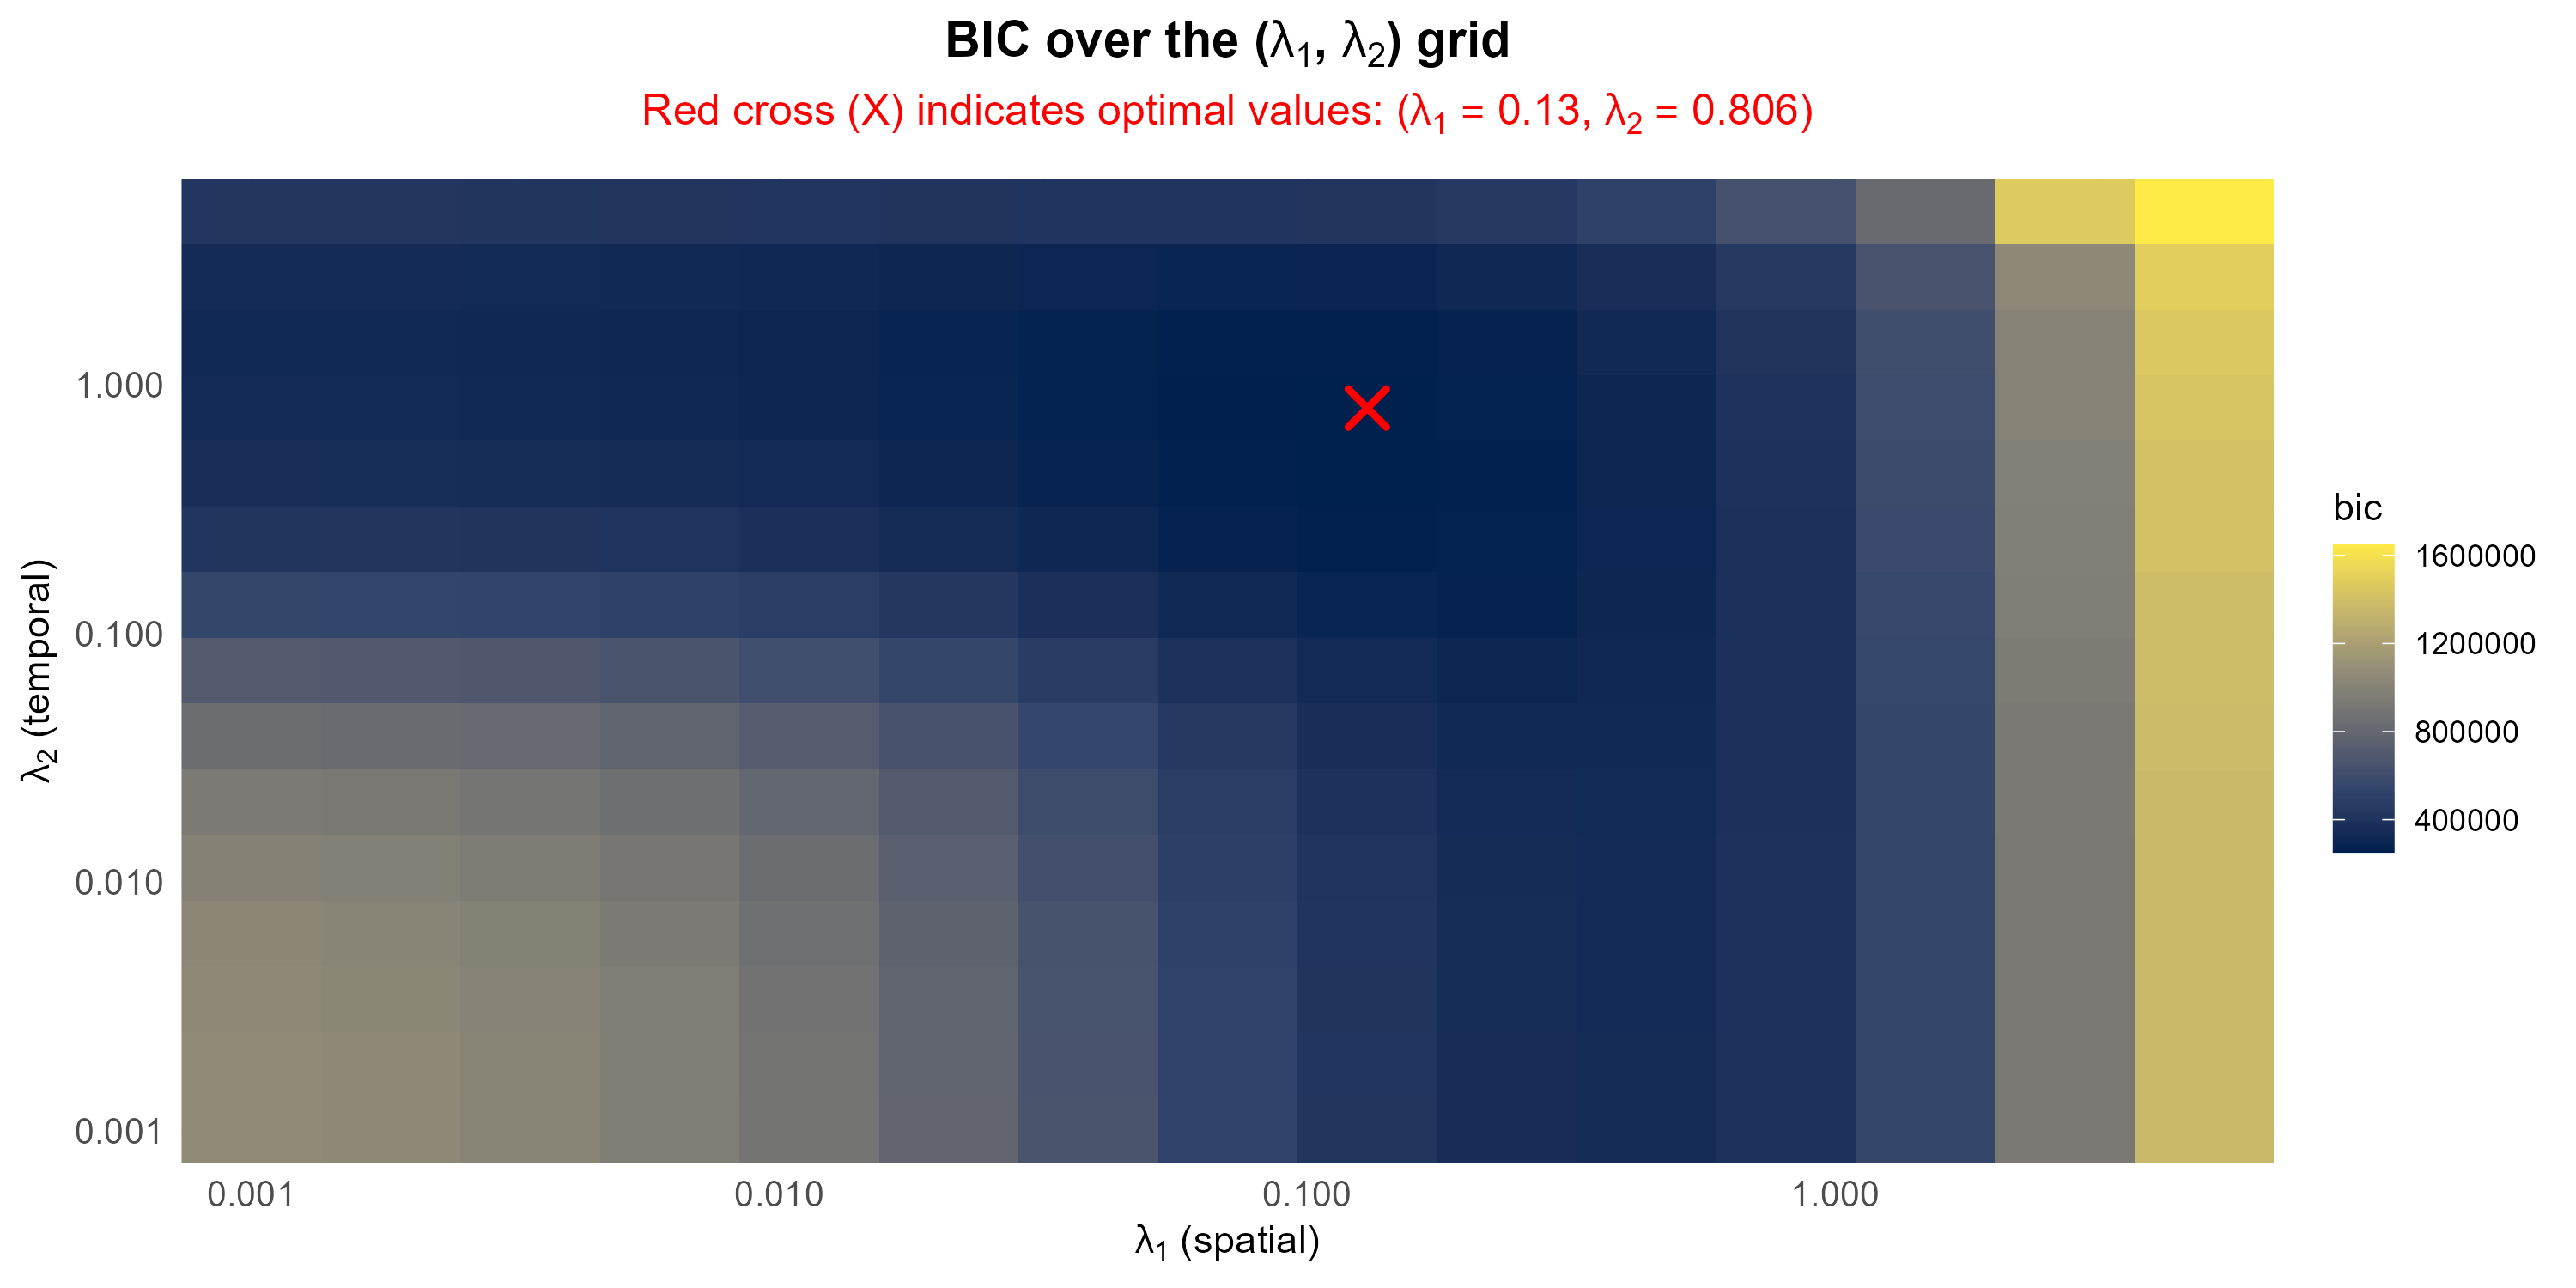 BIC over the (λ₁, λ₂) grid
Red cross (X) indicates optimal values: (λ₁ = 0.13, λ₂ = 0.806)
λ₂ (temporal)
1.000
0.100
0.010
0.001
0.001 0.010 0.100 1.000
λ₁ (spatial)
bic
1600000
1200000
800000
400000